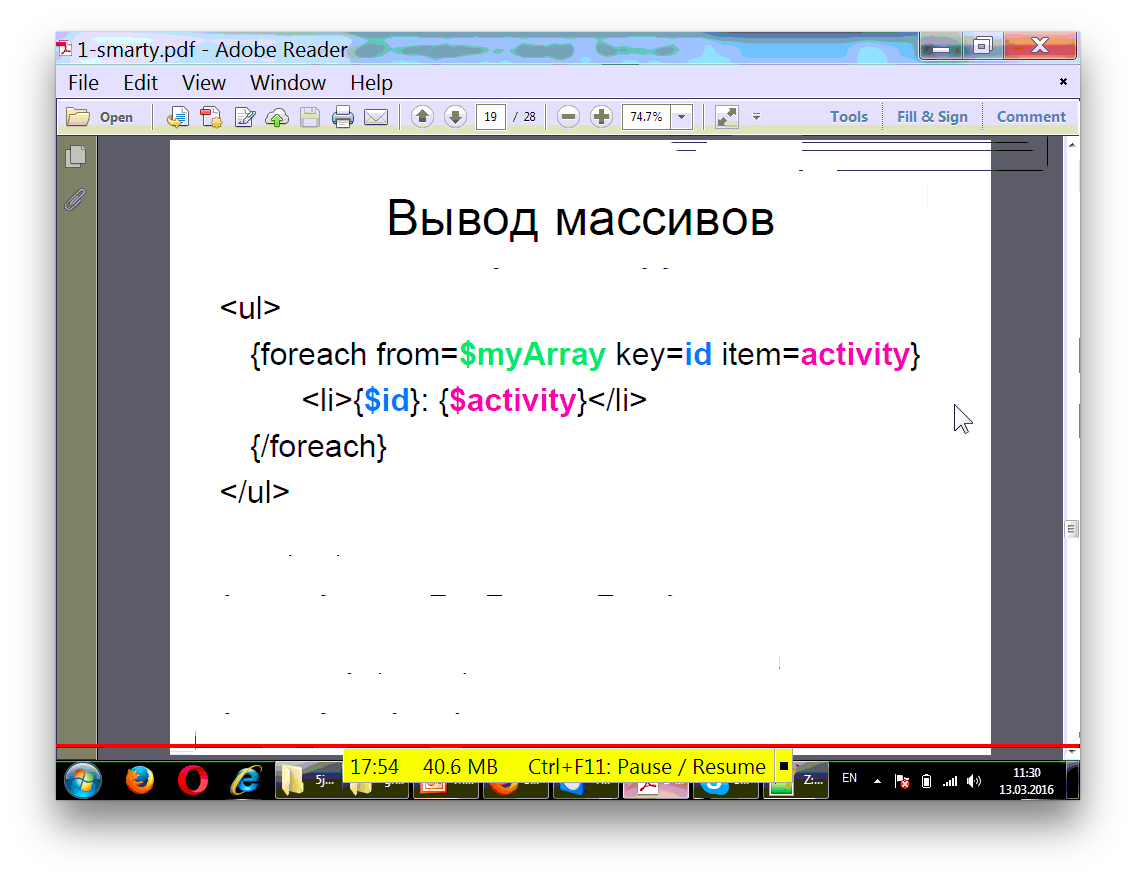 1-smarty.pdf - Adobe Reader
File Edit View Window Help
Open 19 / 28 74.7% Tools Fill & Sign Comment
Вывод массивов
<ul>
{foreach from=$myArray key=id item=activity}
<li>{$id}: {$activity}</li>
{/foreach}
</ul>
17:54 40.6 MB Ctrl+F11: Pause / Resume
5j... Z:... EN 11:30
13.03.2016